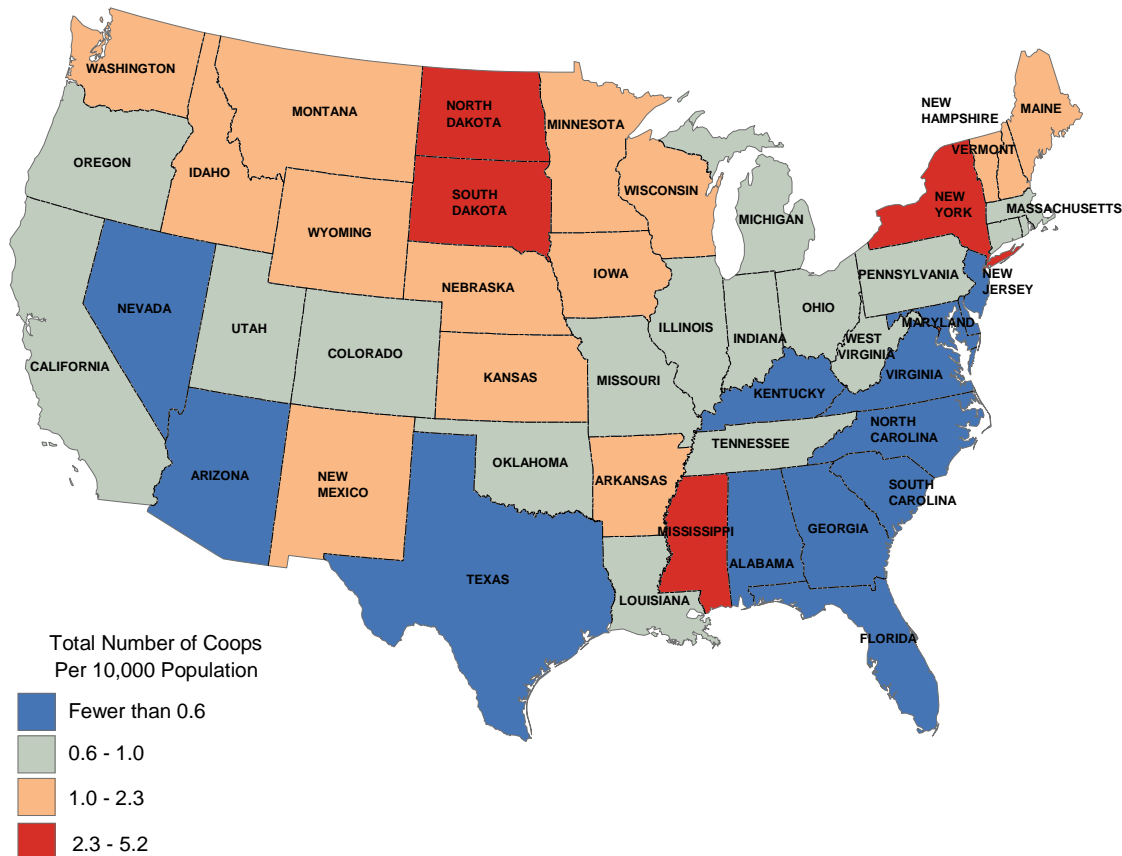 WASHINGTON
MONTANA
NORTH
DAKOTA
MINNESOTA
NEW
HAMPSHIRE
MAINE
VERMONT
OREGON
IDAHO
SOUTH
DAKOTA
WISCONSIN
MICHIGAN
NEW
YORK
MASSACHUSETTS
WYOMING
IOWA
PENNSYLVANIA
NEW
JERSEY
NEBRASKA
NEVADA
UTAH
ILLINOIS
INDIANA
OHIO
MARYLAND
WEST
VIRGINIA
COLORADO
CALIFORNIA
KANSAS
MISSOURI
KENTUCKY
VIRGINIA
TENNESSEE
NORTH
CAROLINA
OKLAHOMA
ARIZONA
NEW
MEXICO
ARKANSAS
SOUTH
CAROLINA
MISSISSIPPI
GEORGIA
ALABAMA
TEXAS
LOUISIANA
FLORIDA
Total Number of Coops
Per 10,000 Population
Fewer than 0.6
0.6 - 1.0
1.0 - 2.3
2.3 - 5.2